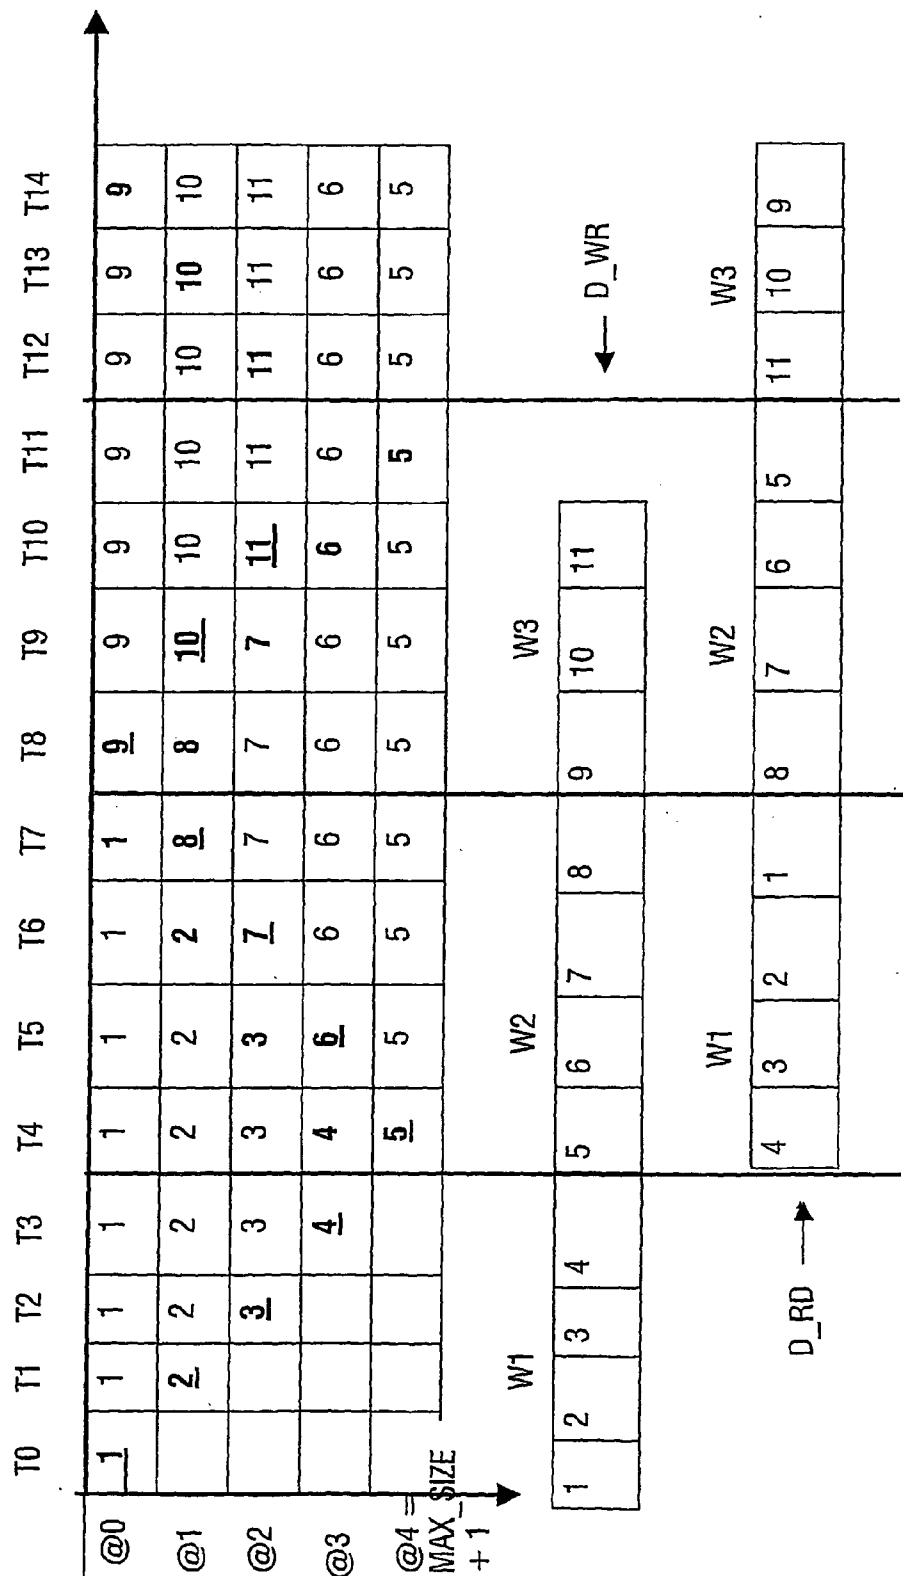 T0 T1 T2 T3 T4 T5 T6 T7 T8 T9 T10 T11 T12 T13 T14
@0 1 1 1 1 1 1 1 1 9 9 9 9 9 9 9
@1 2 2 2 2 2 2 8 8 10 10 10 10 10 10
@2 3 3 3 3 7 7 7 7 11 11 11 11 11
@3 4 4 6 6 6 6 6 6 6 6 6 6
@4 = 5 5 5 5 5 5 5 5 5 5 5
MAX_SIZE
+ 1
W1 W2 W3 D_WR
1 2 3 4 5 6 7 8 9 10 11
W1 W2 W3
4 3 2 1 8 7 6 5 11 10 9
D_RD